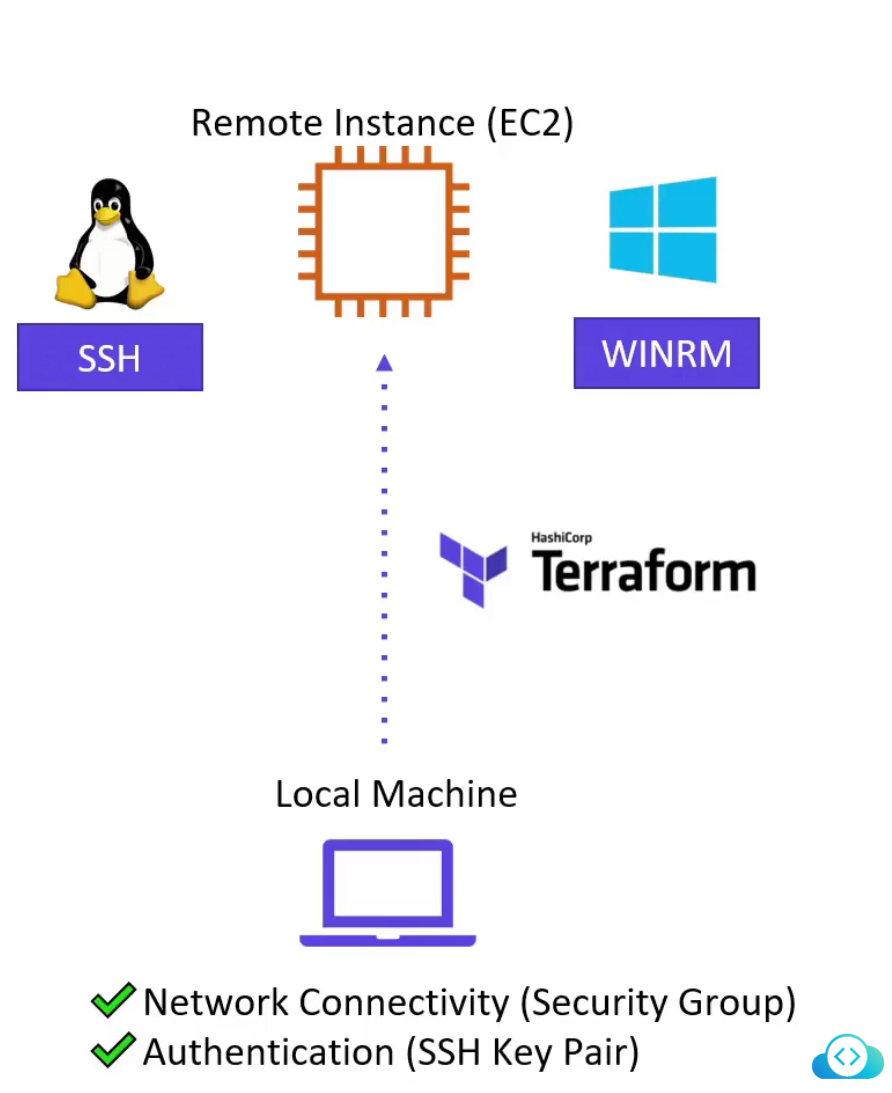 Remote Instance (EC2)
SSH
WINRM
HashiCorp
Terraform
Local Machine
Network Connectivity (Security Group)
Authentication (SSH Key Pair)